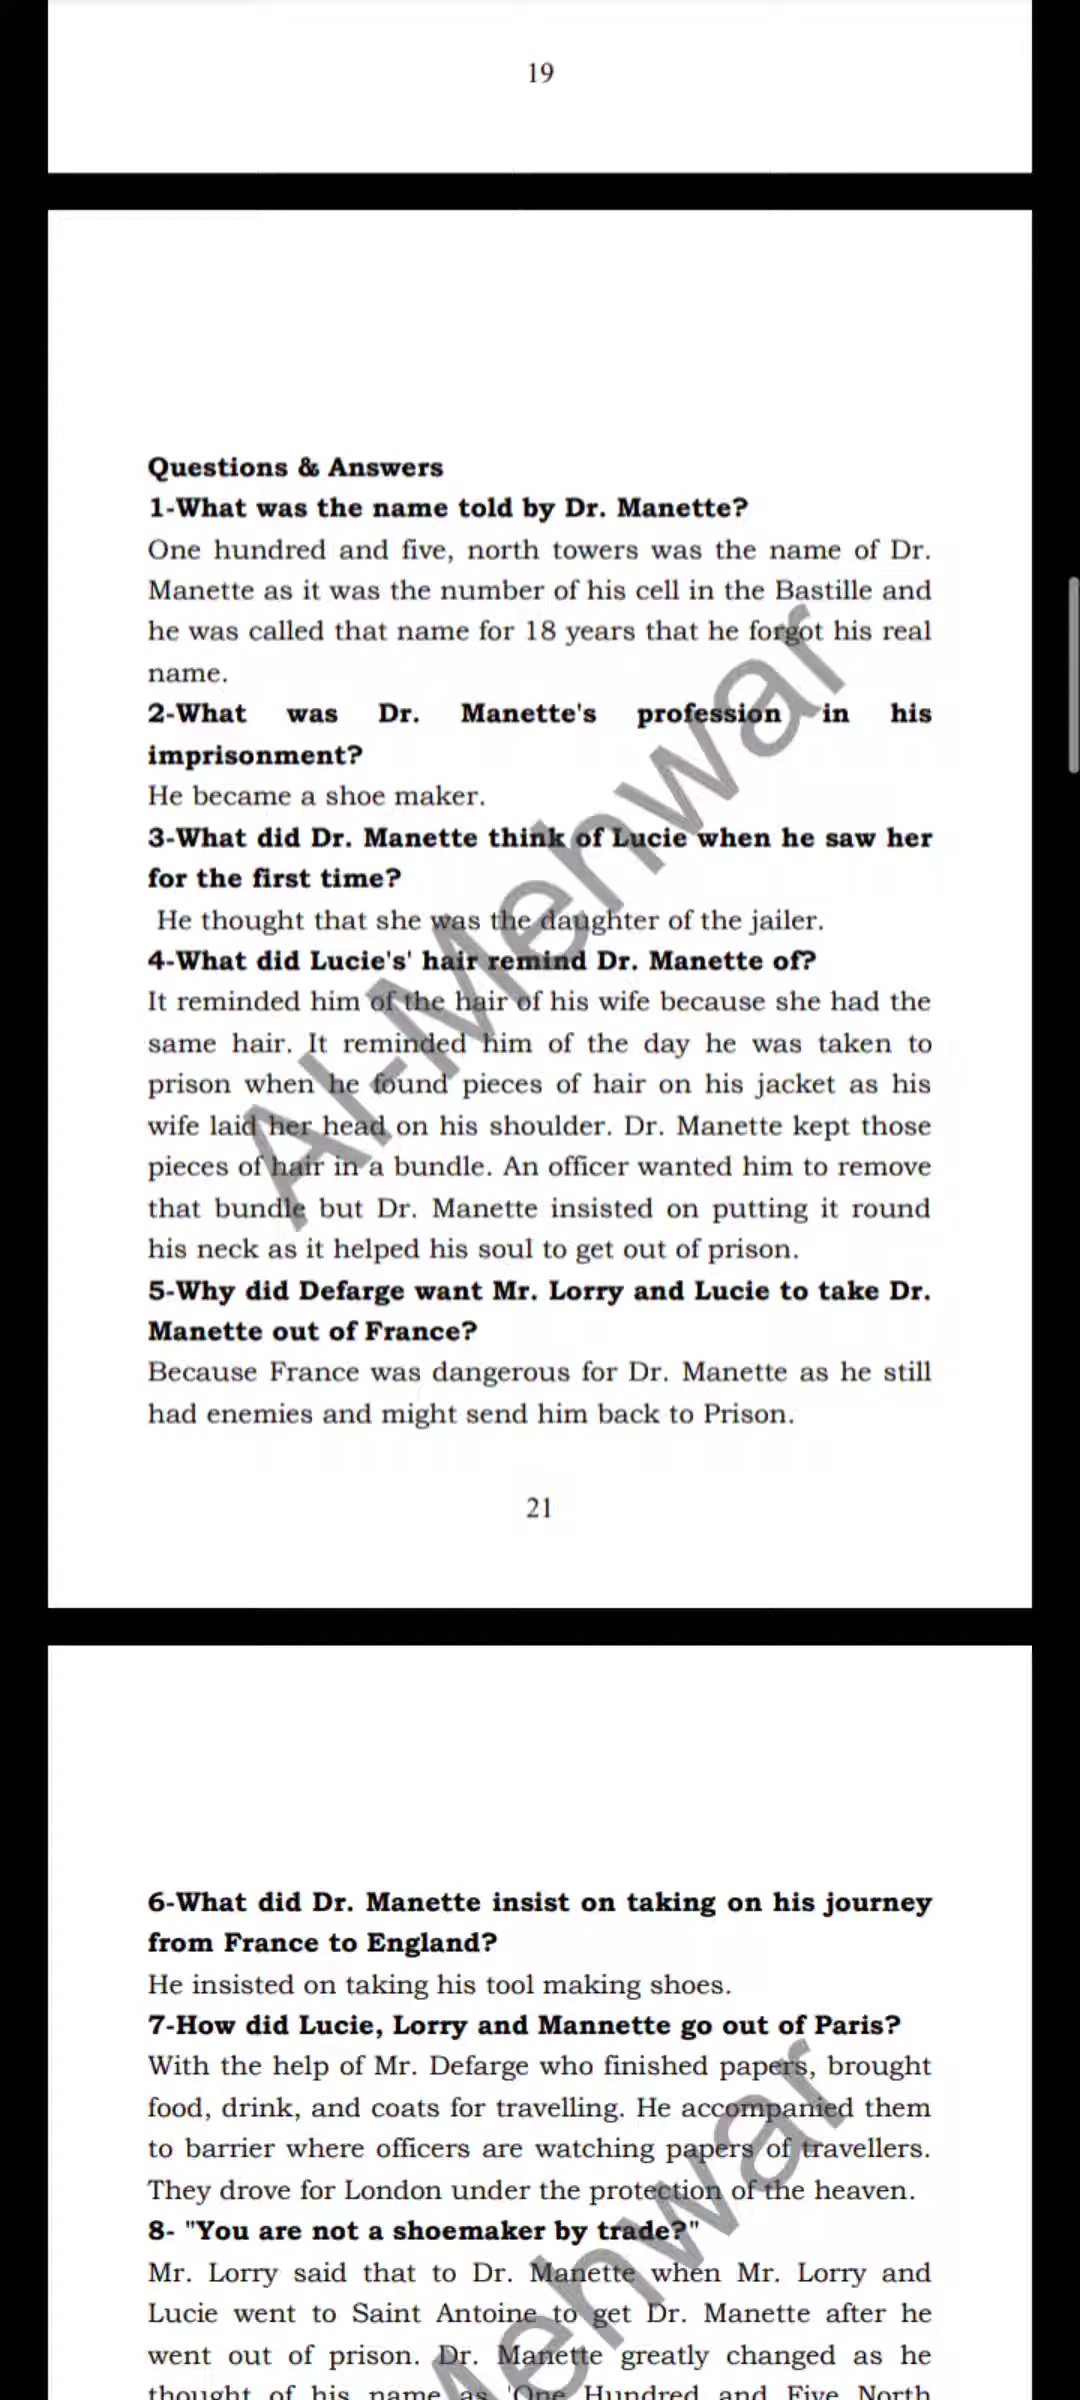 19
Questions & Answers
1-What was the name told by Dr. Manette?
One hundred and five, north towers was the name of Dr.
Manette as it was the number of his cell in the Bastille and
he was called that name for 18 years that he forgot his real
name.
2-What was Dr. Manette's profession in his
imprisonment?
He became a shoe maker.
3-What did Dr. Manette think of Lucie when he saw her
for the first time?
He thought that she was the daughter of the jailer.
4-What did Lucie's' hair remind Dr. Manette of?
It reminded him of the hair of his wife because she had the
same hair. It reminded him of the day he was taken to
prison when he found pieces of hair on his jacket as his
wife laid her head on his shoulder. Dr. Manette kept those
pieces of hair in a bundle. An officer wanted him to remove
that bundle but Dr. Manette insisted on putting it round
his neck as it helped his soul to get out of prison.
5-Why did Defarge want Mr. Lorry and Lucie to take Dr.
Manette out of France?
Because France was dangerous for Dr. Manette as he still
had enemies and might send him back to Prison.
Al-Mehwar
21
6-What did Dr. Manette insist on taking on his journey
from France to England?
He insisted on taking his tool making shoes.
7-How did Lucie, Lorry and Mannette go out of Paris?
With the help of Mr. Defarge who finished papers, brought
food, drink, and coats for travelling. He accompanied them
to barrier where officers are watching papers of travellers.
They drove for London under the protection of the heaven.
8- "You are not a shoemaker by trade?"
Mr. Lorry said that to Dr. Manette when Mr. Lorry and
Lucie went to Saint Antoine to get Dr. Manette after he
went out of prison. Dr. Manette greatly changed as he
thought of his name as 'One Hundred and Five North
Mehwar